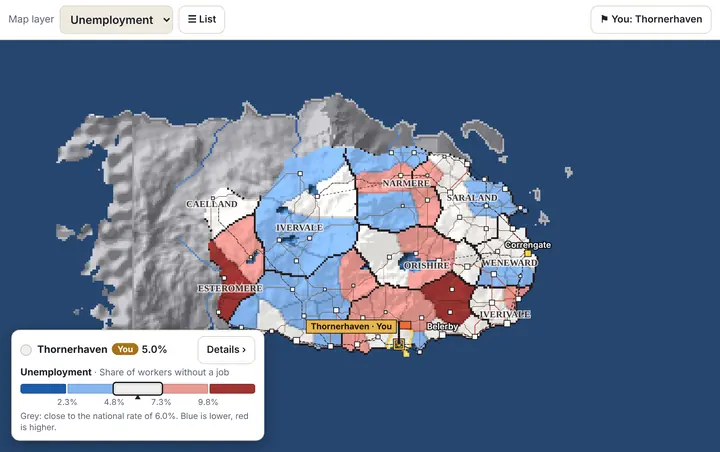 Map layer
Unemployment
☰ List
⚑ You: Thornerhaven
NARMERE
CAELLAND
SARALAND
IVERVALE
Correngate
ORISHIRE
WENEWARD
ESTEROMERE
IVERIVALE
Thornerhaven · You
Belerby
Thornerhaven You 5.0%
Details ›
Unemployment · Share of workers without a job
2.3% 4.8% 7.3% 9.8%
Grey: close to the national rate of 6.0%. Blue is lower, red
is higher.